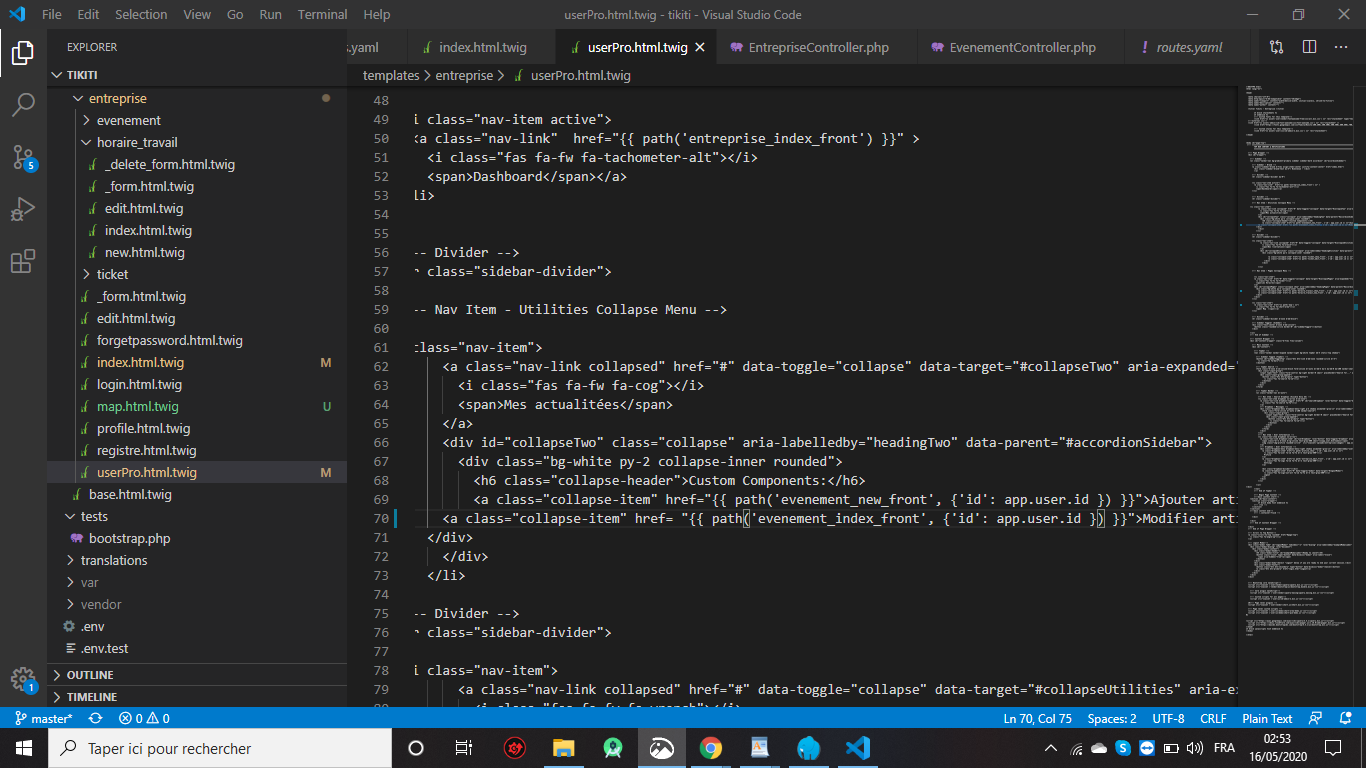 File Edit Selection View Go Run Terminal Help userPro.html.twig - tikiti - Visual Studio Code
EXPLORER
s.yaml index.html.twig userPro.html.twig EntrepriseController.php EvenementController.php ! routes.yaml
TIKITI
templates > entreprise > userPro.html.twig
entreprise
evenement
horaire_travail
_delete_form.html.twig
_form.html.twig
edit.html.twig
index.html.twig
new.html.twig
ticket
_form.html.twig
edit.html.twig
forgetpassword.html.twig
index.html.twig M
login.html.twig
map.html.twig U
profile.html.twig
registre.html.twig
userPro.html.twig M
base.html.twig
tests
bootstrap.php
translations
var
vendor
.env
.env.test
OUTLINE
TIMELINE
5
1
48
49 i class="nav-item active">
50 <a class="nav-link"  href="{{ path('entreprise_index_front') }}" >
51 <i class="fas fa-fw fa-tachometer-alt"></i>
52 <span>Dashboard</span></a>
53 li>
54
55
56 -- Divider -->
57 r class="sidebar-divider">
58
59 -- Nav Item - Utilities Collapse Menu -->
60
61 class="nav-item">
62 <a class="nav-link collapsed" href="#" data-toggle="collapse" data-target="#collapseTwo" aria-expanded="
63 <i class="fas fa-fw fa-cog"></i>
64 <span>Mes actualitées</span>
65 </a>
66 <div id="collapseTwo" class="collapse" aria-labelledby="headingTwo" data-parent="#accordionSidebar">
67 <div class="bg-white py-2 collapse-inner rounded">
68 <h6 class="collapse-header">Custom Components:</h6>
69 <a class="collapse-item" href="{{ path('evenement_new_front', {'id': app.user.id }) }}">Ajouter arti
70 <a class="collapse-item" href= "{{ path('evenement_index_front', {'id': app.user.id }) }}">Modifier arti
71 </div>
72 </div>
73 </li>
74
75 -- Divider -->
76 r class="sidebar-divider">
77
78 i class="nav-item">
79 <a class="nav-link collapsed" href="#" data-toggle="collapse" data-target="#collapseUtilities" aria-ex
master* 0 0 Ln 70, Col 75 Spaces: 2 UTF-8 CRLF Plain Text
Taper ici pour rechercher
FRA
02:53
16/05/2020